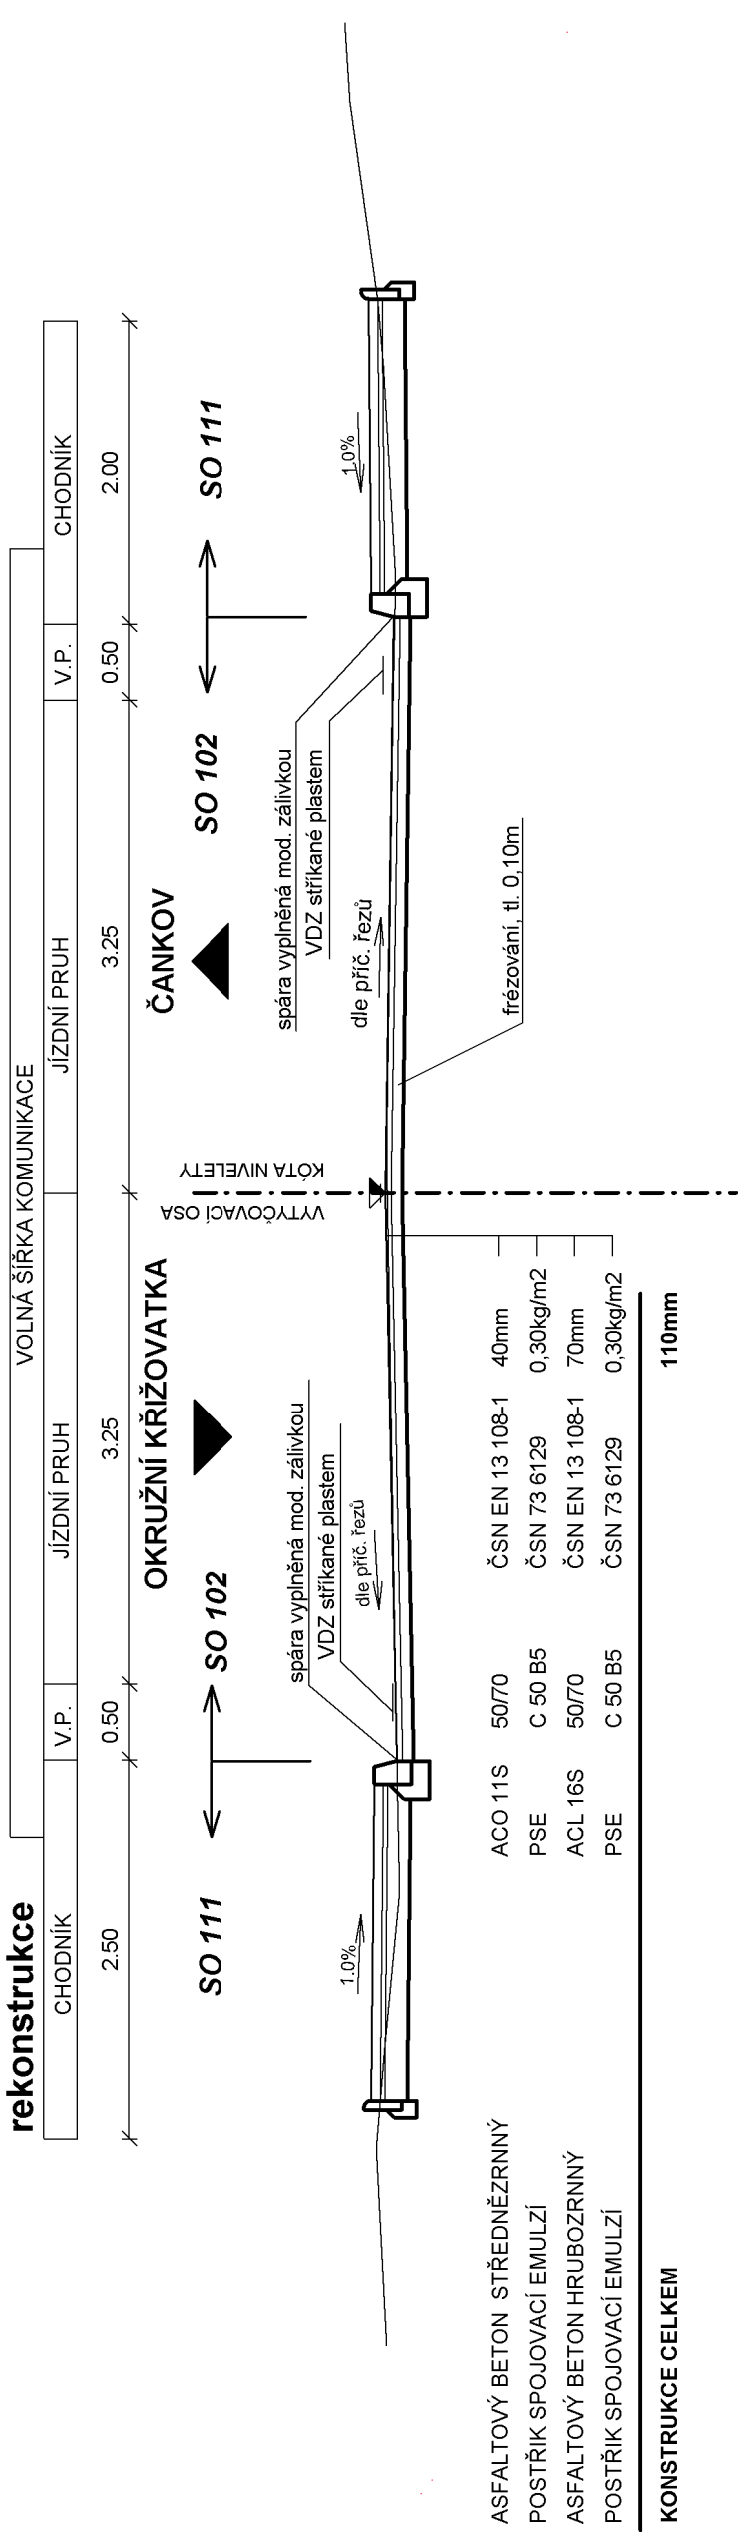 rekonstrukce
VOLNÁ ŠÍŘKA KOMUNIKACE
CHODNÍK
V.P.
JÍZDNÍ PRUH
JÍZDNÍ PRUH
V.P.
CHODNÍK
2.50
0.50
3.25
3.25
0.50
2.00
OKRUŽNÍ KŘIŽOVATKA
ČANKOV
SO 111
SO 102
SO 102
SO 111
VYTYČOVACÍ OSA
KÓTA NIVELETY
spára vyplněná mod. zálivkou
VDZ stříkané plastem
dle příč. řezů
spára vyplněná mod. zálivkou
VDZ stříkané plastem
dle příč. řezů
1.0%
1.0%
frézování, tl. 0,10m
ASFALTOVÝ BETON STŘEDNĚZRNNÝ ACO 11S 50/70 ČSN EN 13 108-1 40mm
POSTŘIK SPOJOVACÍ EMULZÍ PSE C 50 B5 ČSN 73 6129 0,30kg/m2
ASFALTOVÝ BETON HRUBOZRNNÝ ACL 16S 50/70 ČSN EN 13 108-1 70mm
POSTŘIK SPOJOVACÍ EMULZÍ PSE C 50 B5 ČSN 73 6129 0,30kg/m2
KONSTRUKCE CELKEM 110mm